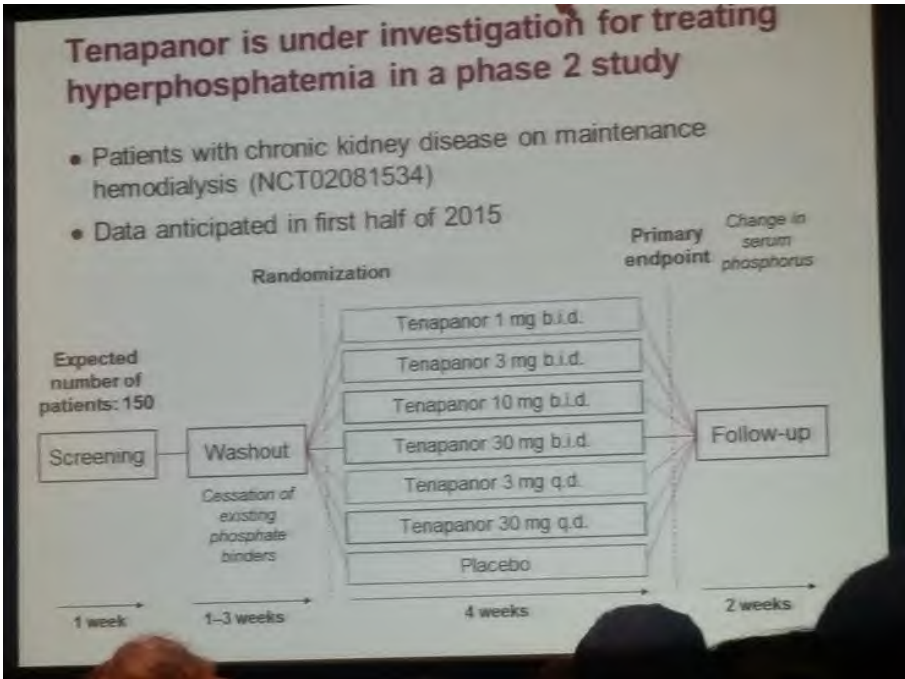 Tenapanor is under investigation for treating
hyperphosphatemia in a phase 2 study
• Patients with chronic kidney disease on maintenance
hemodialysis (NCT02081534)
• Data anticipated in first half of 2015
Randomization
Primary
endpoint
Change in
serum
phosphorus
Expected
number of
patients: 150
Screening
Washout
Cessation of
existing
phosphate
binders
Tenapanor 1 mg b.i.d.
Tenapanor 3 mg b.i.d.
Tenapanor 10 mg b.i.d.
Tenapanor 30 mg b.i.d.
Tenapanor 3 mg q.d.
Tenapanor 30 mg q.d.
Placebo
Follow-up
1 week
1–3 weeks
4 weeks
2 weeks